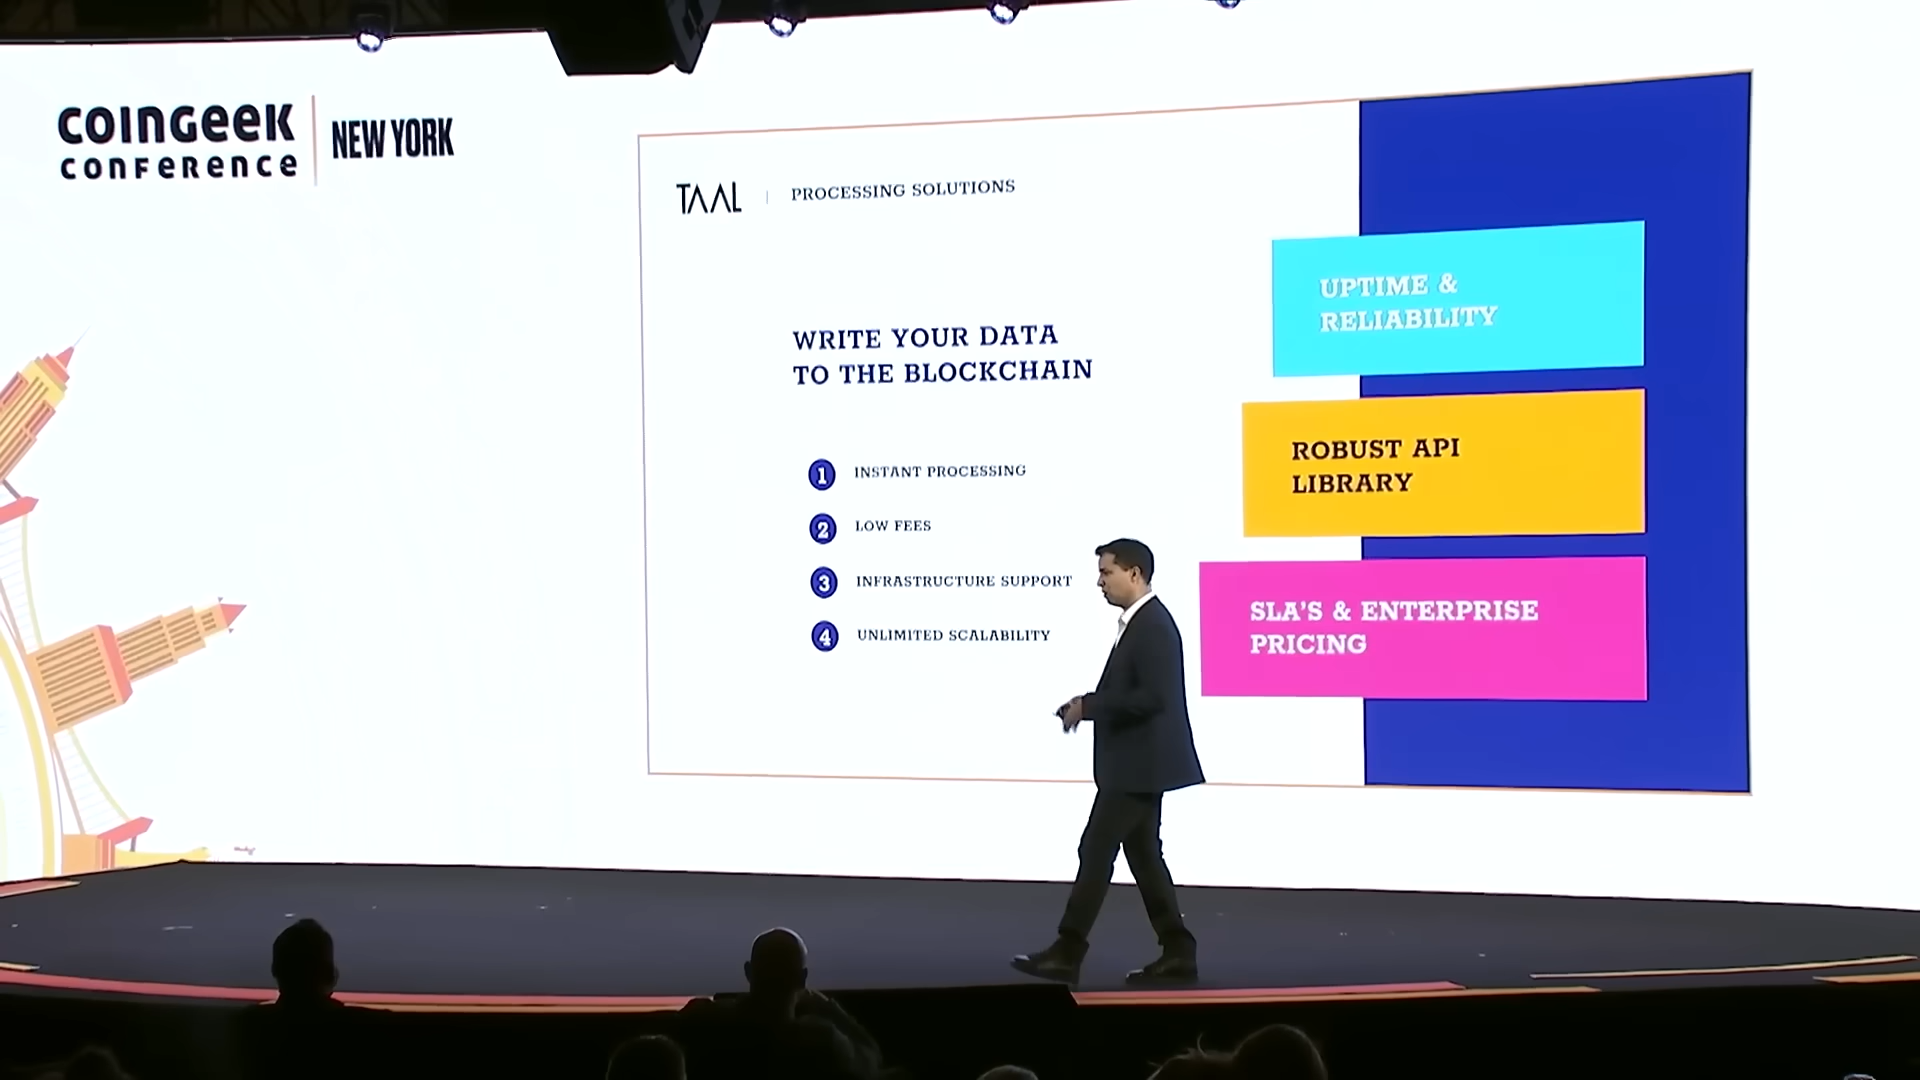 COINGEEK
CONFERENCE
NEW YORK
TAAL | PROCESSING SOLUTIONS
WRITE YOUR DATA
TO THE BLOCKCHAIN
1 INSTANT PROCESSING
2 LOW FEES
3 INFRASTRUCTURE SUPPORT
4 UNLIMITED SCALABILITY
UPTIME &
RELIABILITY
ROBUST API
LIBRARY
SLA'S & ENTERPRISE
PRICING